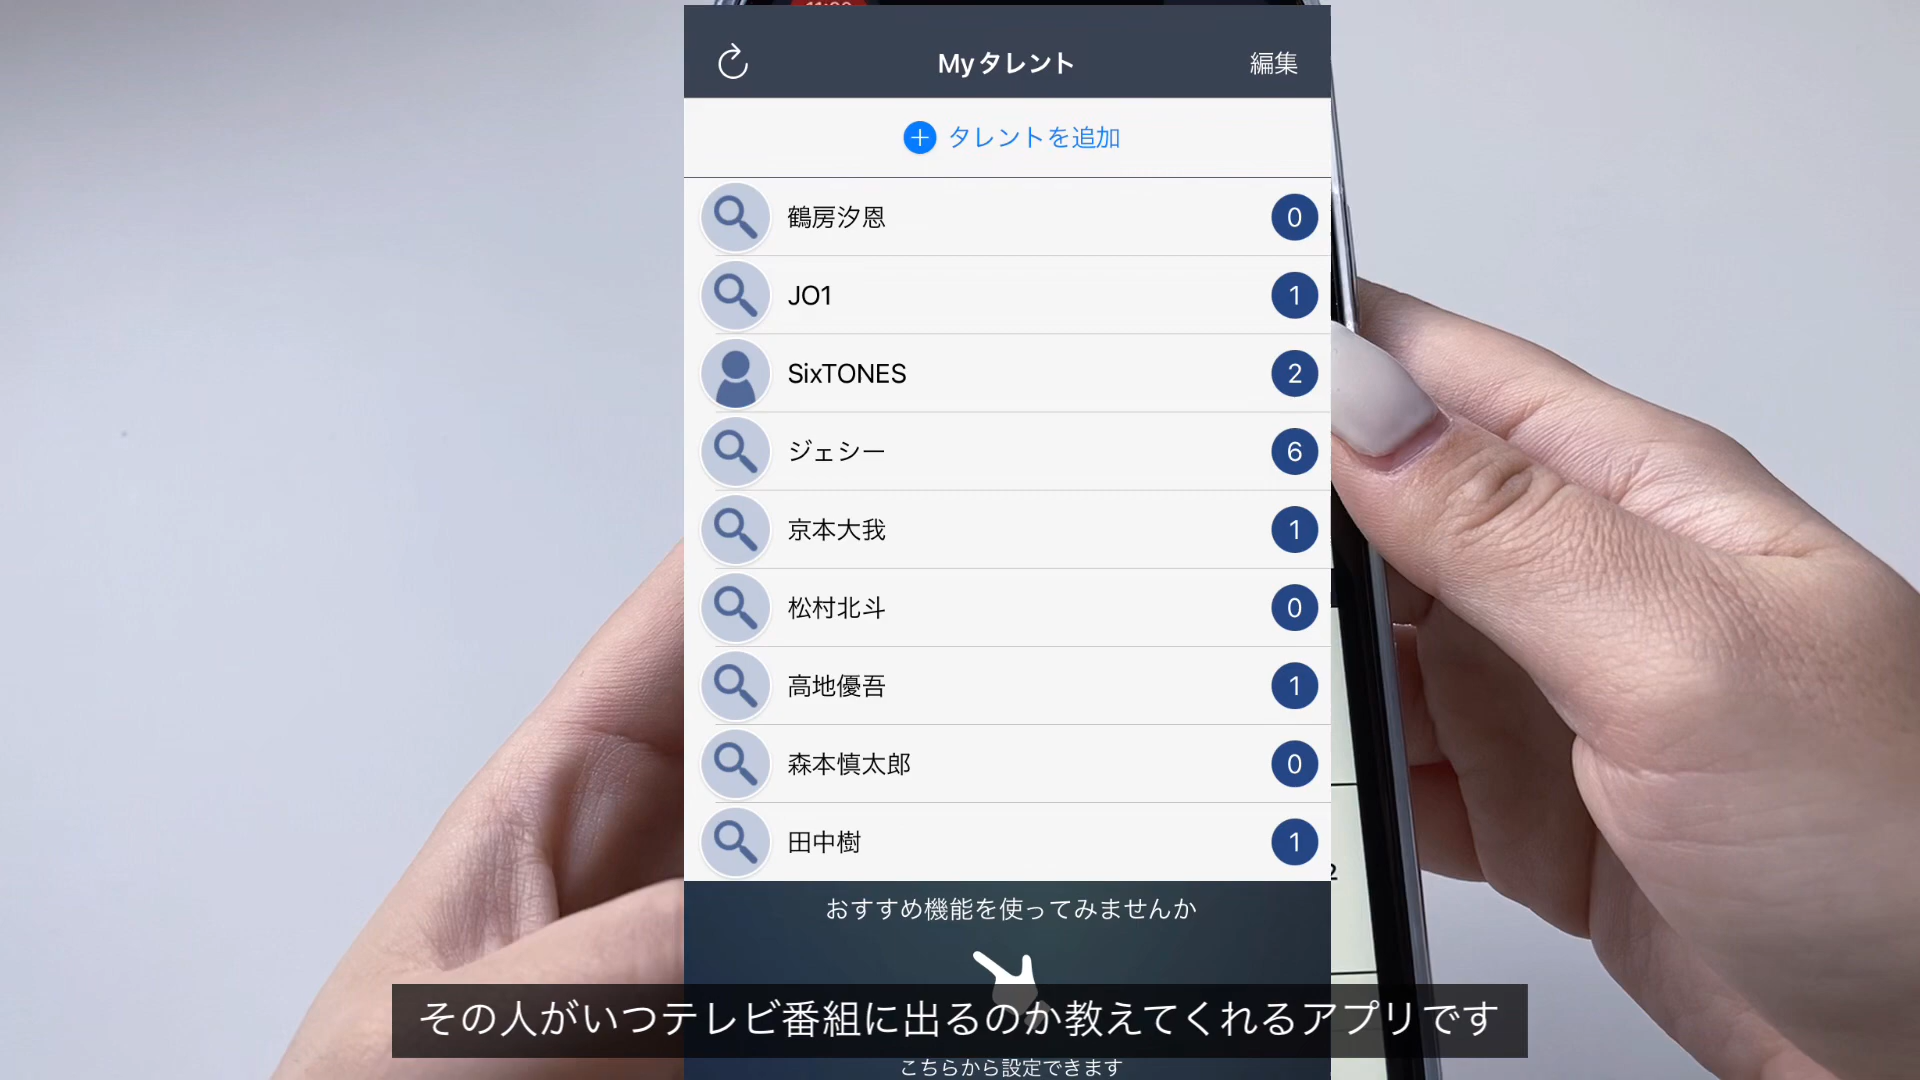 Myタレント
編集
タレントを追加
鶴房汐恩
0
JO1
1
SixTONES
2
ジェシー
6
京本大我
1
松村北斗
0
高地優吾
1
森本慎太郎
0
田中樹
1
おすすめ機能を使ってみませんか
その人がいつテレビ番組に出るのか教えてくれるアプリです
こちらから設定できます